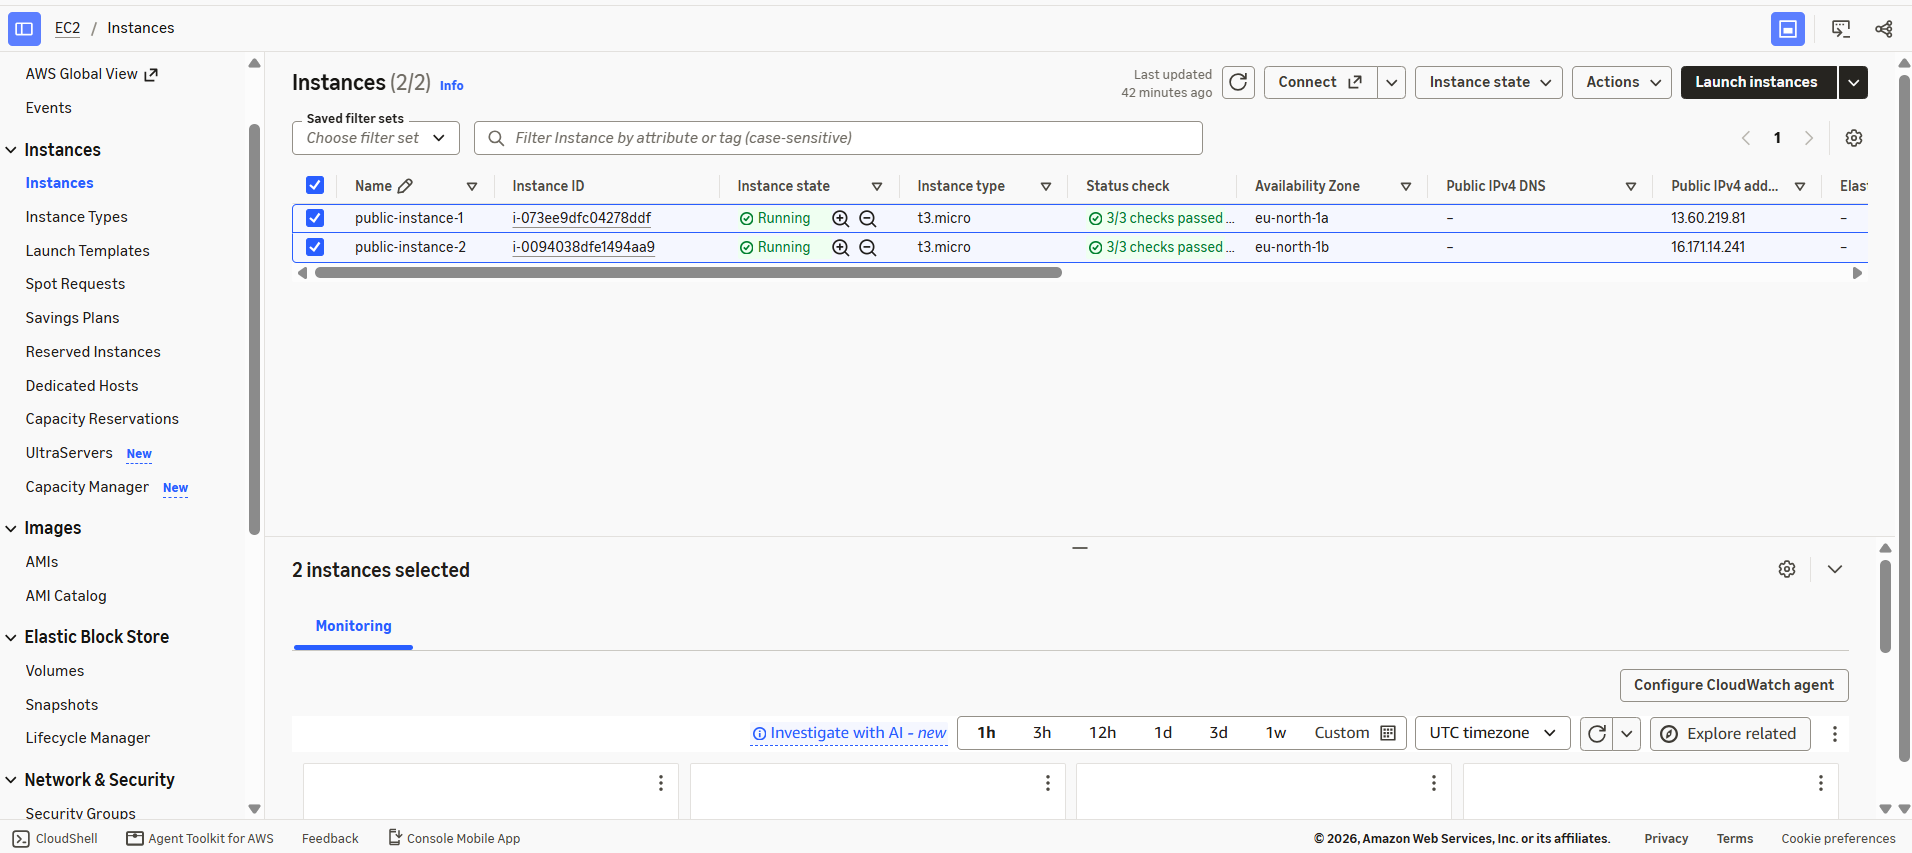 EC2 / Instances
AWS Global View
Events
Instances
Instances
Instance Types
Launch Templates
Spot Requests
Savings Plans
Reserved Instances
Dedicated Hosts
Capacity Reservations
UltraServers New
Capacity Manager New
Images
AMIs
AMI Catalog
Elastic Block Store
Volumes
Snapshots
Lifecycle Manager
Network & Security
Security Groups
Instances (2/2) Info
Last updated
42 minutes ago
Connect
Instance state
Actions
Launch instances
Saved filter sets
Choose filter set
Filter Instance by attribute or tag (case-sensitive)
1
Name Instance ID Instance state Instance type Status check Availability Zone Public IPv4 DNS Public IPv4 add... Elas
public-instance-1 i-073ee9dfc04278ddf Running t3.micro 3/3 checks passed ... eu-north-1a – 13.60.219.81 –
public-instance-2 i-0094038dfe1494aa9 Running t3.micro 3/3 checks passed ... eu-north-1b – 16.171.14.241 –
2 instances selected
Monitoring
Configure CloudWatch agent
Investigate with AI - new 1h 3h 12h 1d 3d 1w Custom UTC timezone Explore related
CloudShell Agent Toolkit for AWS Feedback Console Mobile App © 2026, Amazon Web Services, Inc. or its affiliates. Privacy Terms Cookie preferences